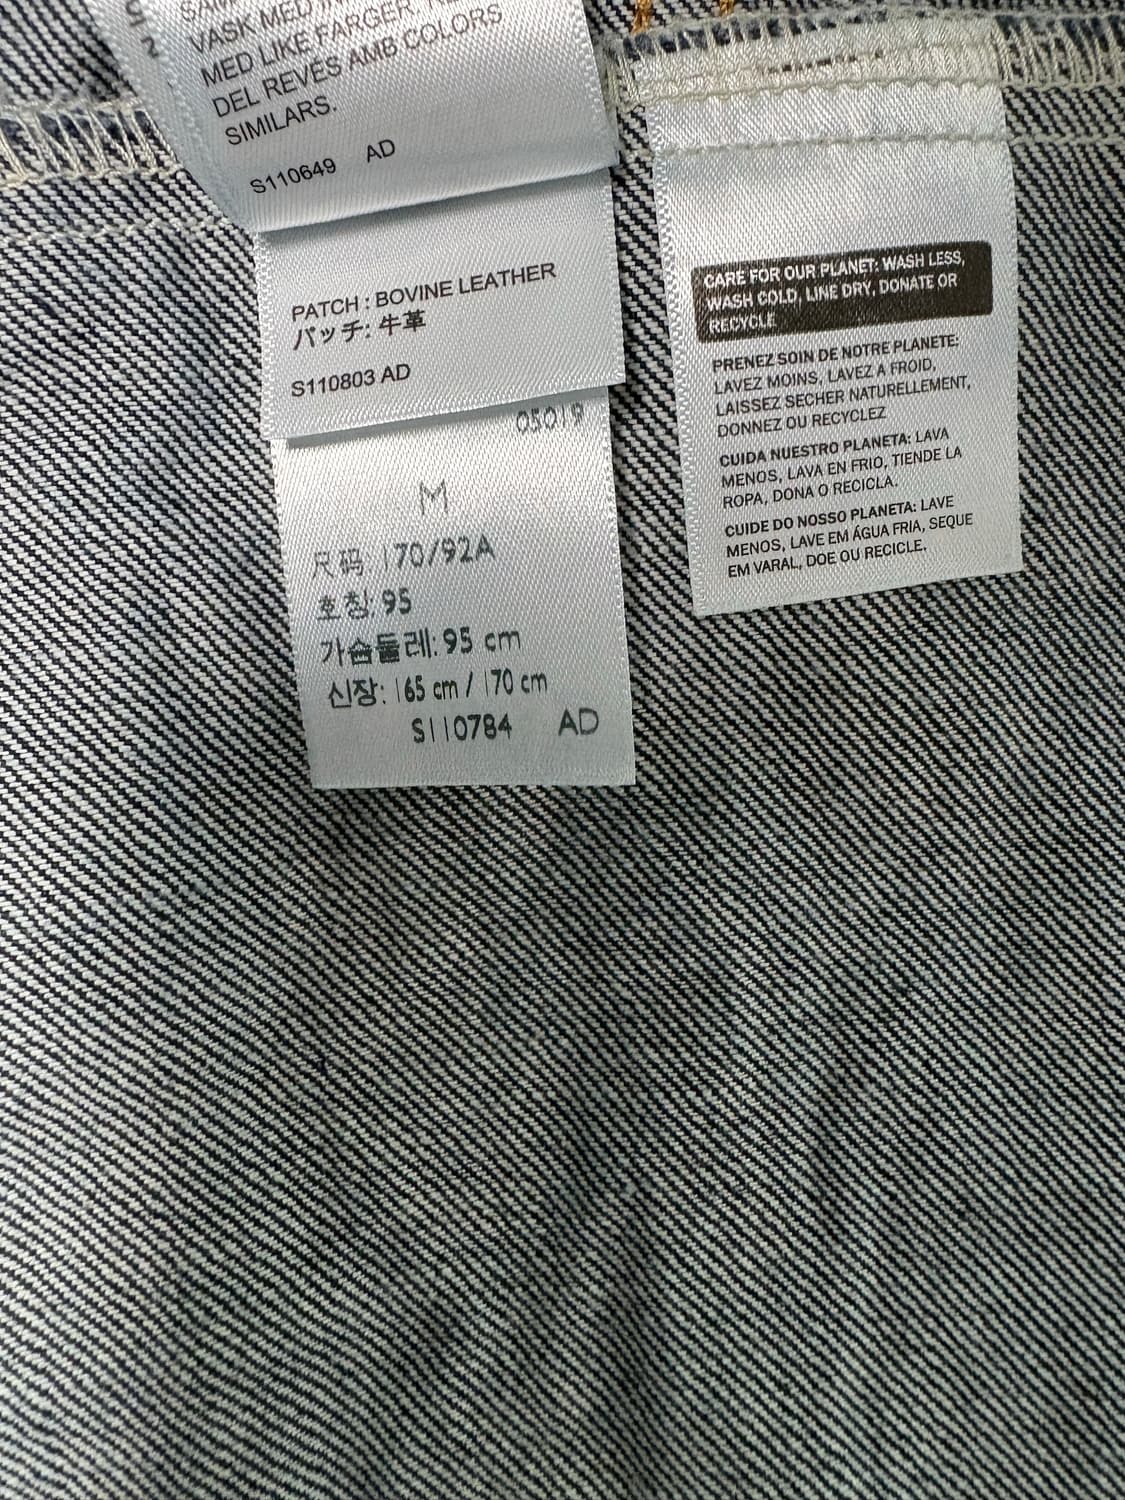 VASK MED
MED LIKE FARGER
DEL REVÉS AMB COLORS
SIMILARS.
S110649 AD
PATCH : BOVINE LEATHER
パッチ: 牛革
S110803 AD
05019
M
尺码: 170/92A
호칭: 95
가슴둘레: 95 cm
신장: 165 cm / 170 cm
S110784 AD
CARE FOR OUR PLANET: WASH LESS,
WASH COLD, LINE DRY, DONATE OR
RECYCLE
PRENEZ SOIN DE NOTRE PLANETE:
LAVEZ MOINS, LAVEZ A FROID,
LAISSEZ SECHER NATURELLEMENT,
DONNEZ OU RECYCLEZ
CUIDA NUESTRO PLANETA: LAVA
MENOS, LAVA EN FRIO, TIENDE LA
ROPA, DONA O RECICLA.
CUIDE DO NOSSO PLANETA: LAVE
MENOS, LAVE EM ÁGUA FRIA, SEQUE
EM VARAL, DOE OU RECICLE.